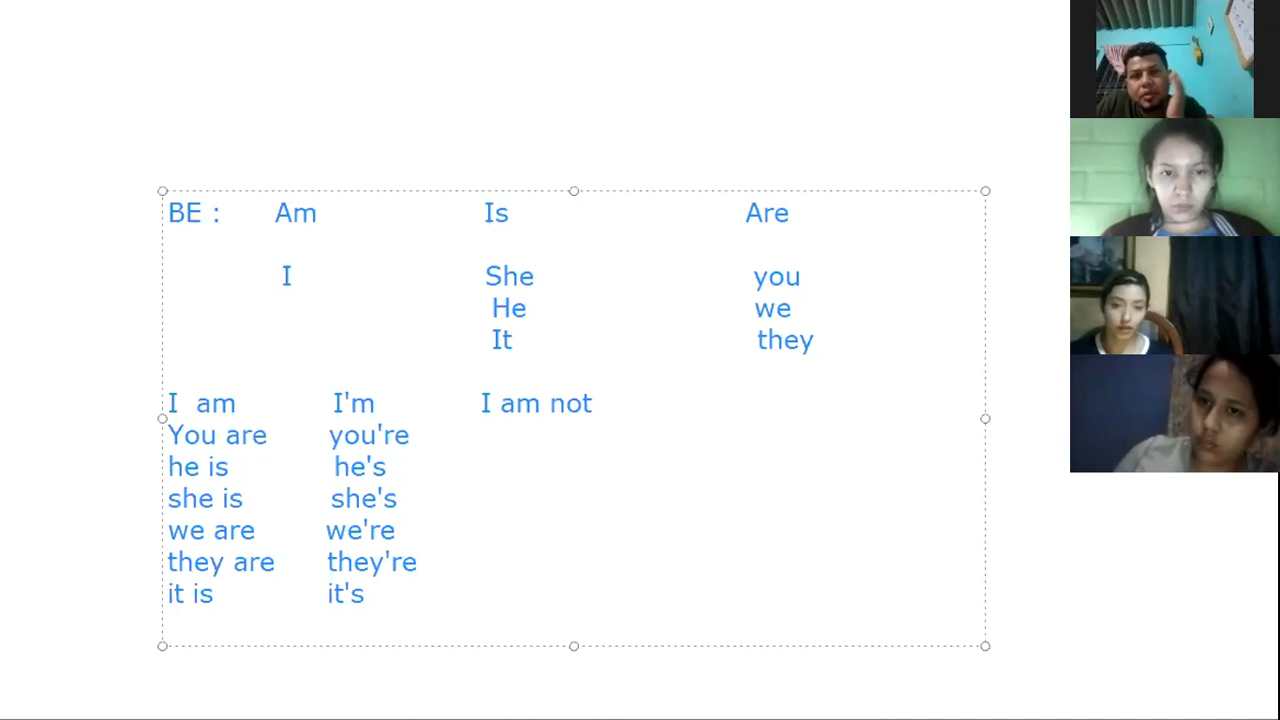 BE : Am Is Are
I She you
He we
It they
I am I'm I am not
You are you're
he is he's
she is she's
we are we're
they are they're
it is it's